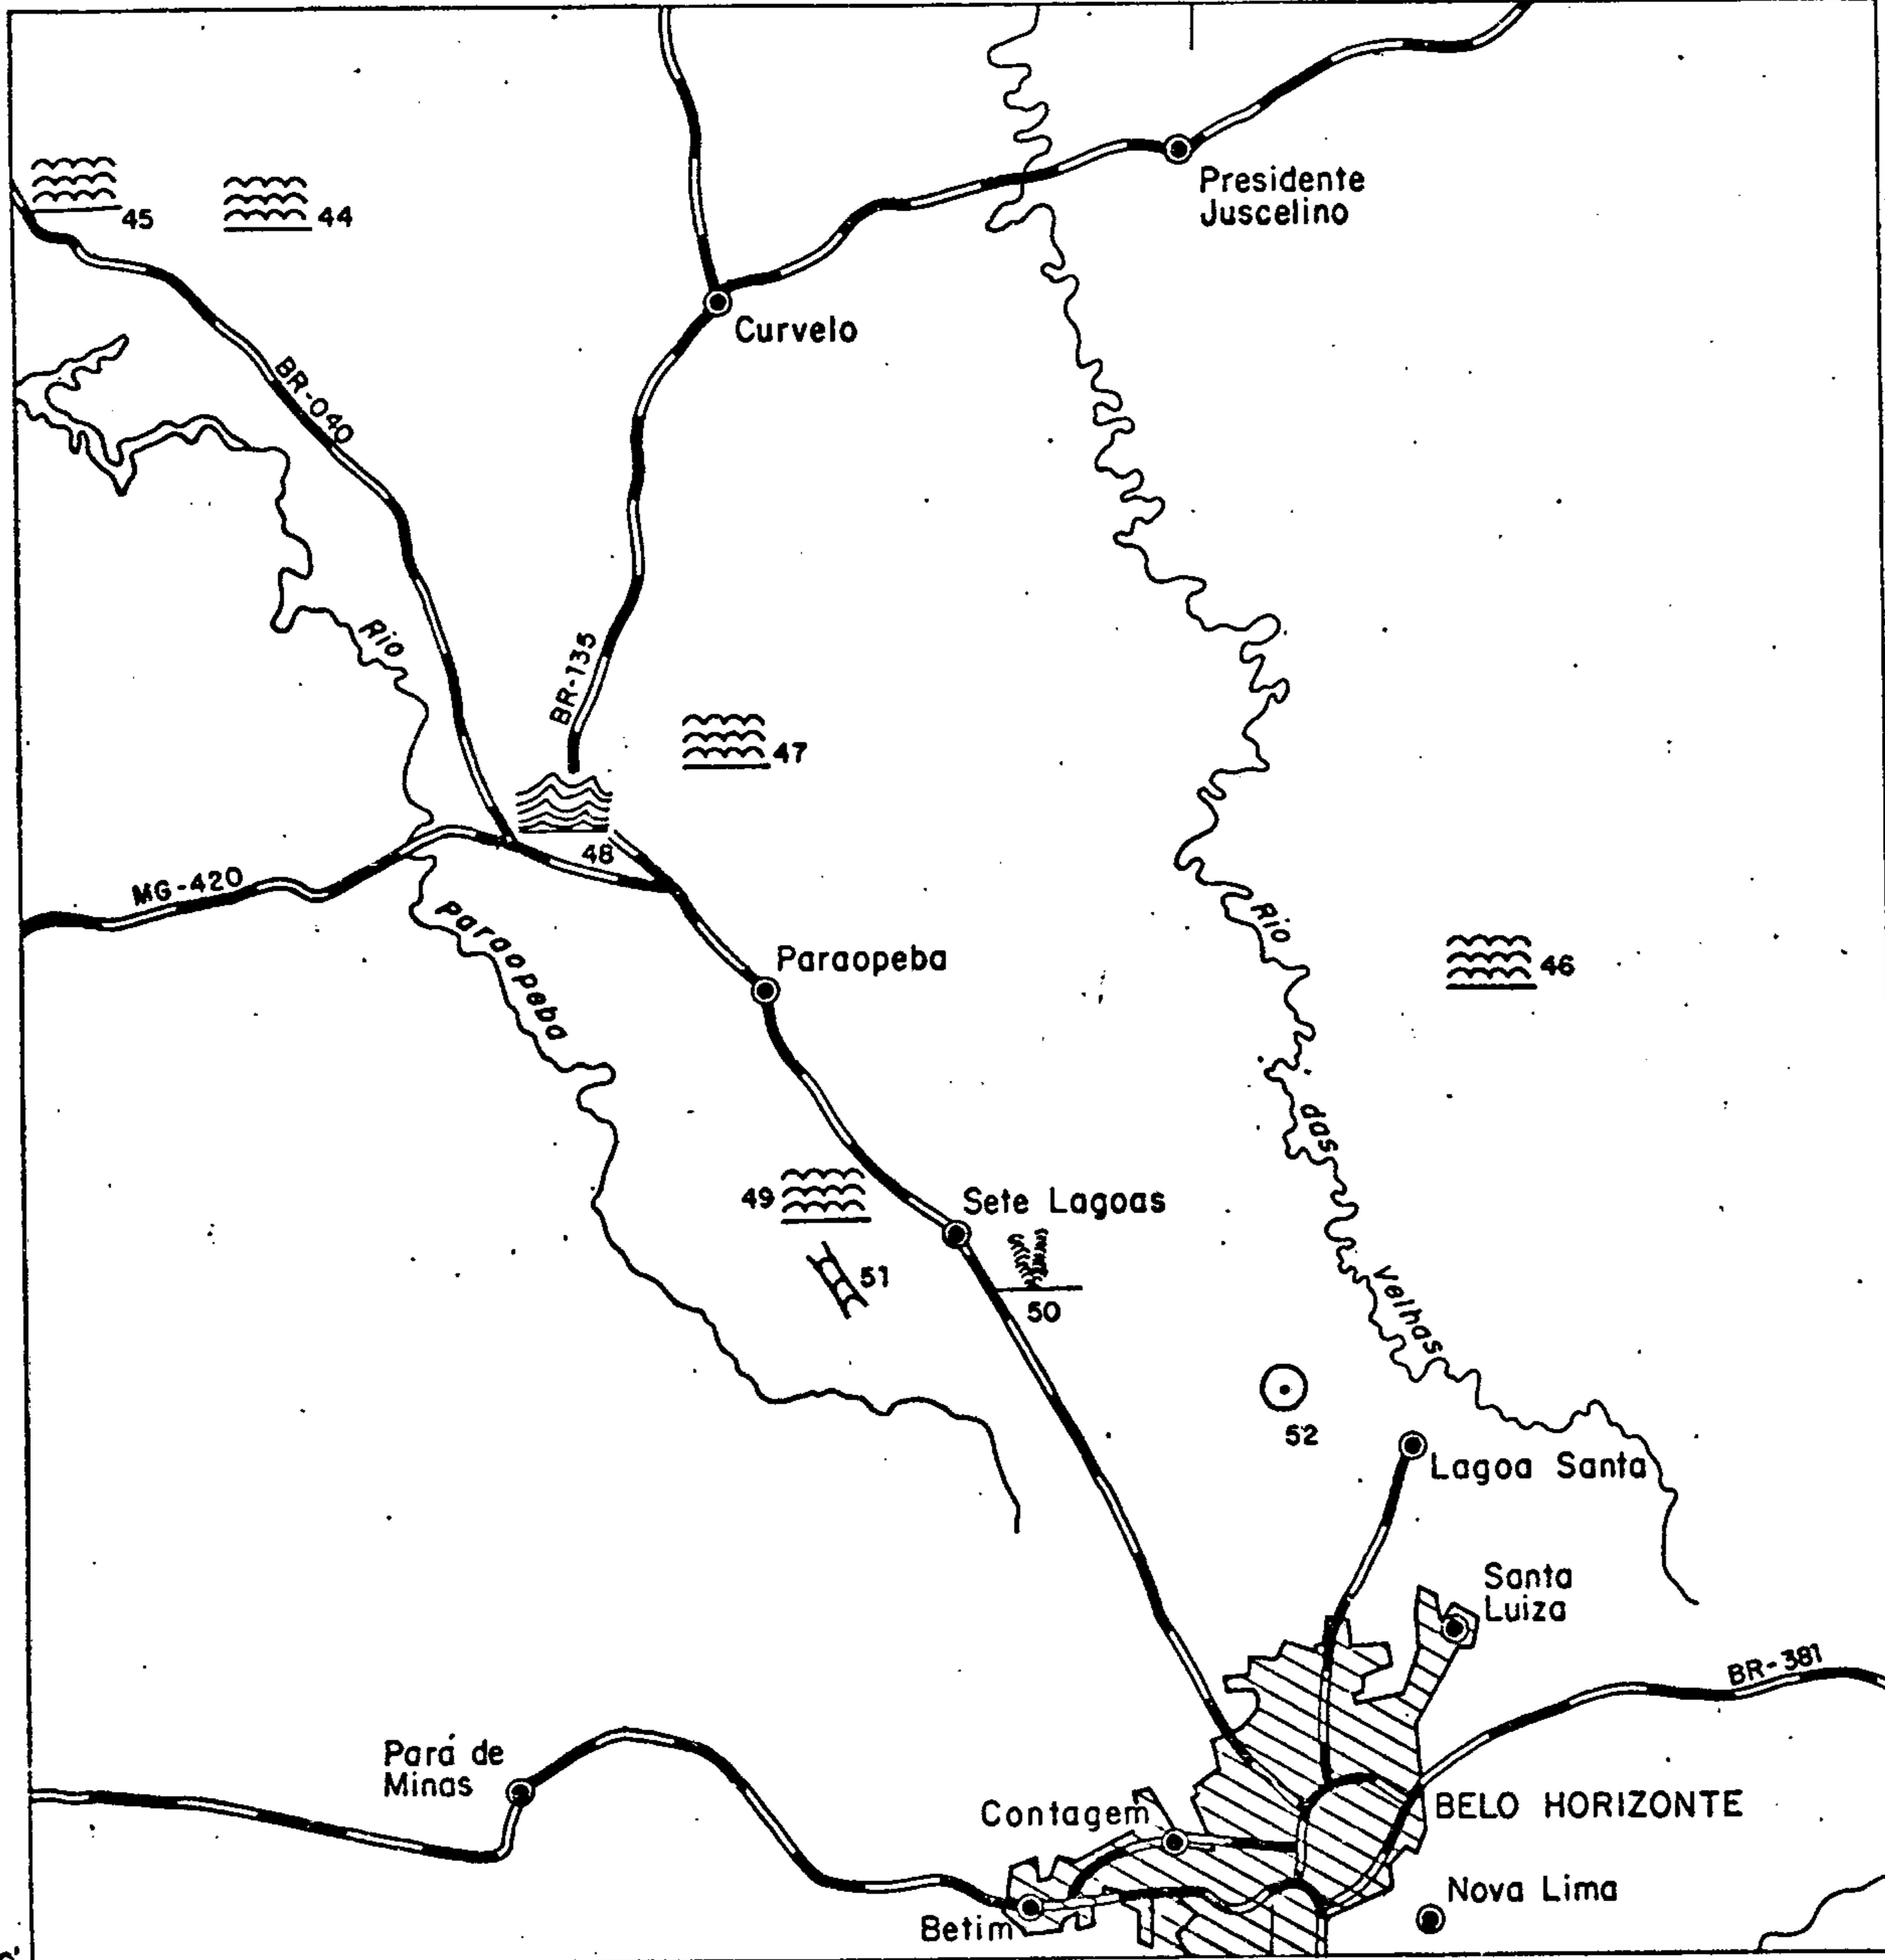 Presidente
Juscelino
45
44
Curvelo
BR-040
Rio
BR-135
47
48
MG-420
Paraopeba
Paraopeba
Rio
46
das
49
Sete Lagoas
51
50
Velhas
52
Lagoa Santa
Santa
Luiza
BR-381
Pará de
Minas
Contagem
BELO HORIZONTE
Nova Lima
Betim